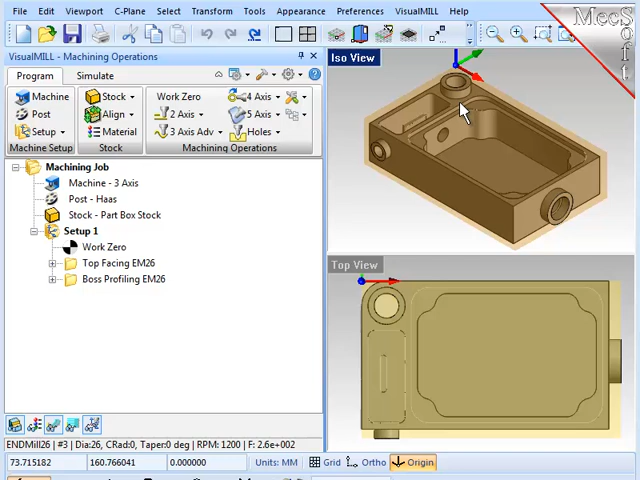 File Edit Viewport C-Plane Select Transform Tools Appearance Preferences VisualMILL Help
MecSoft
VisualMILL - Machining Operations
Program Simulate
Machine Stock Work Zero 4 Axis
Post Align 2 Axis 5 Axis
Setup Material 3 Axis Adv Holes
Machine Setup Stock Machining Operations
Machining Job
Machine - 3 Axis
Post - Haas
Stock - Part Box Stock
Setup 1
Work Zero
Top Facing EM26
Boss Profiling EM26
Iso View
Top View
ENDMill26 | #3 | Dia:26, CRad:0, Taper:0 deg | RPM: 1200 | F: 2.6e+002
73.715182 160.766041 0.000000 Units: MM Grid Ortho Origin